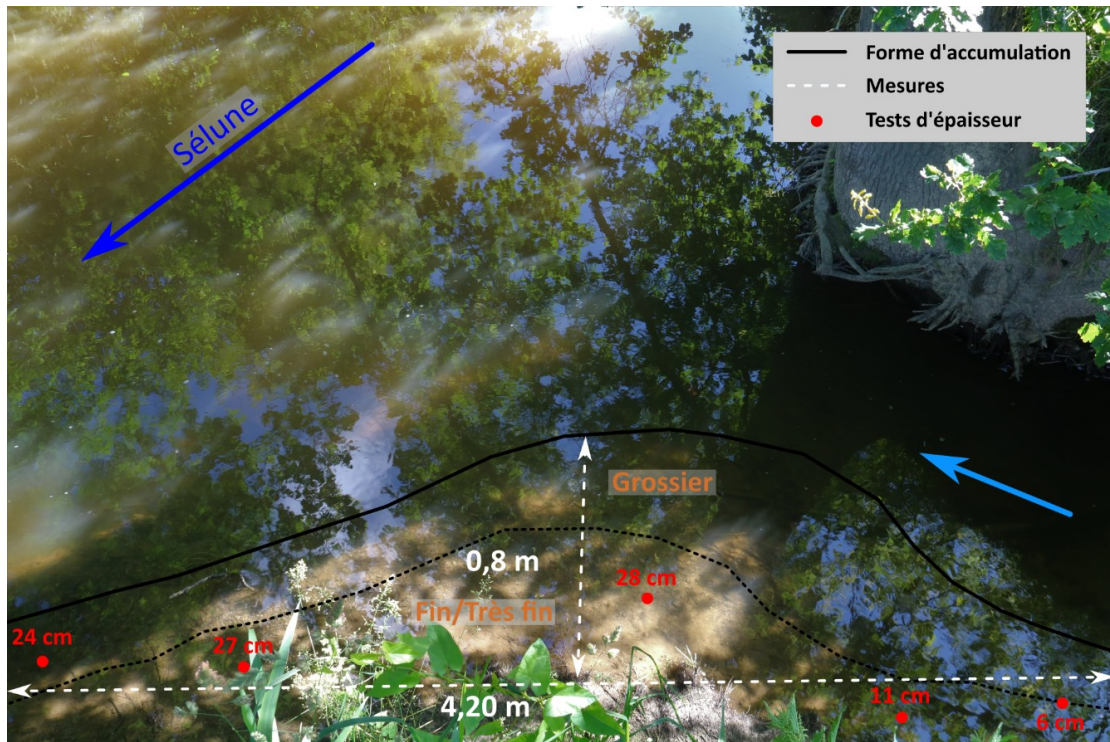 Forme d'accumulation
Mesures
Tests d'épaisseur
Sélune
Grossier
0,8 m
28 cm
Fin/Très fin
24 cm
27 cm
4,20 m
11 cm
6 cm